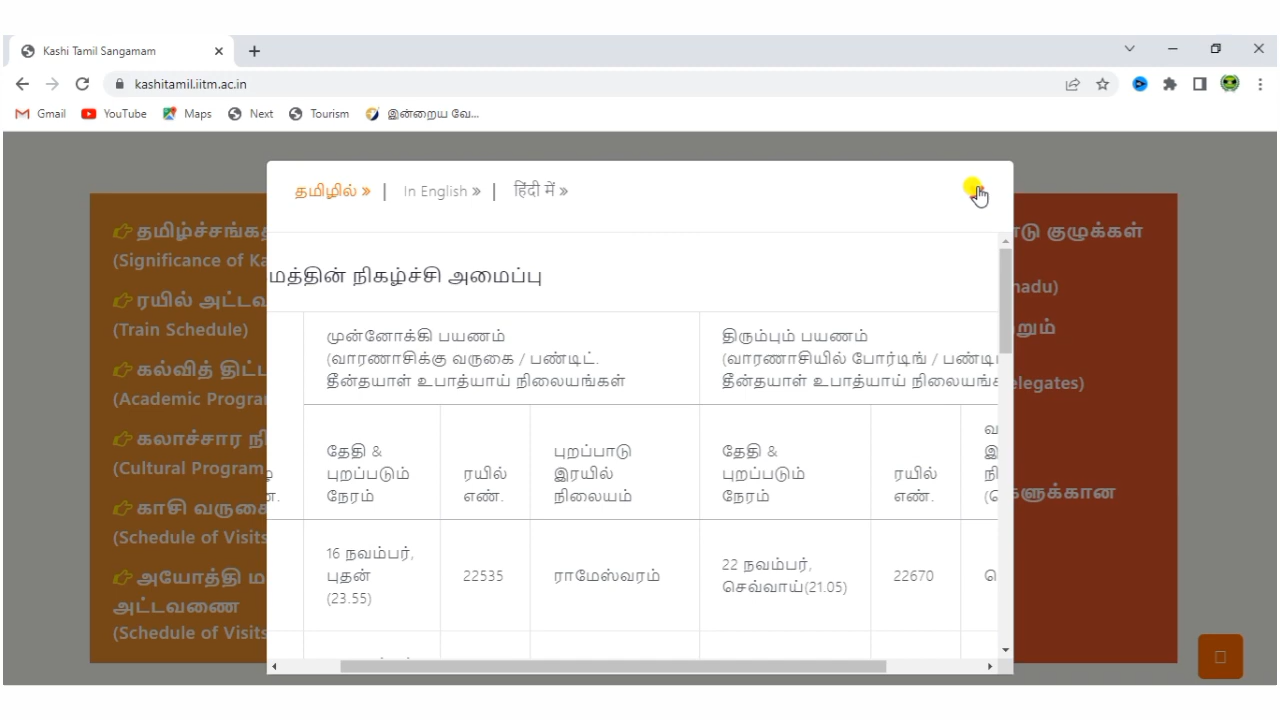 Kashi Tamil Sangamam
kashitamil.iitm.ac.in
Gmail YouTube Maps Next Tourism இன்றைய வே...
தமிழில் » | In English » | हिंदी में »
தமிழ்ச்சங்க
(Significance of Ka
ரயில் அட்டவ
(Train Schedule)
கல்வித் திட்ட
(Academic Program
கலாச்சார நி
(Cultural Program
காசி வருகை
(Schedule of Visits
அயோத்தி ம
அட்டவணை
(Schedule of Visits
மத்தின் நிகழ்ச்சி அமைப்பு
முன்னோக்கி பயணம்
(வாரணாசிக்கு வருகை / பண்டிட்.
தீன்தயாள் உபாத்யாய் நிலையங்கள்
திரும்பும் பயணம்
(வாரணாசியில் போர்டிங் / பண்டி
தீன்தயாள் உபாத்யாய் நிலையங்க
தேதி &
புறப்படும்
நேரம்
ரயில்
எண்.
புறப்பாடு
இரயில்
நிலையம்
தேதி &
புறப்படும்
நேரம்
ரயில்
எண்.
16 நவம்பர்,
புதன்
(23.55)
22535
ராமேஸ்வரம்
22 நவம்பர்,
செவ்வாய்(21.05)
22670
டு குழுக்கள்
nadu)
றும்
elegates)
களுக்கான